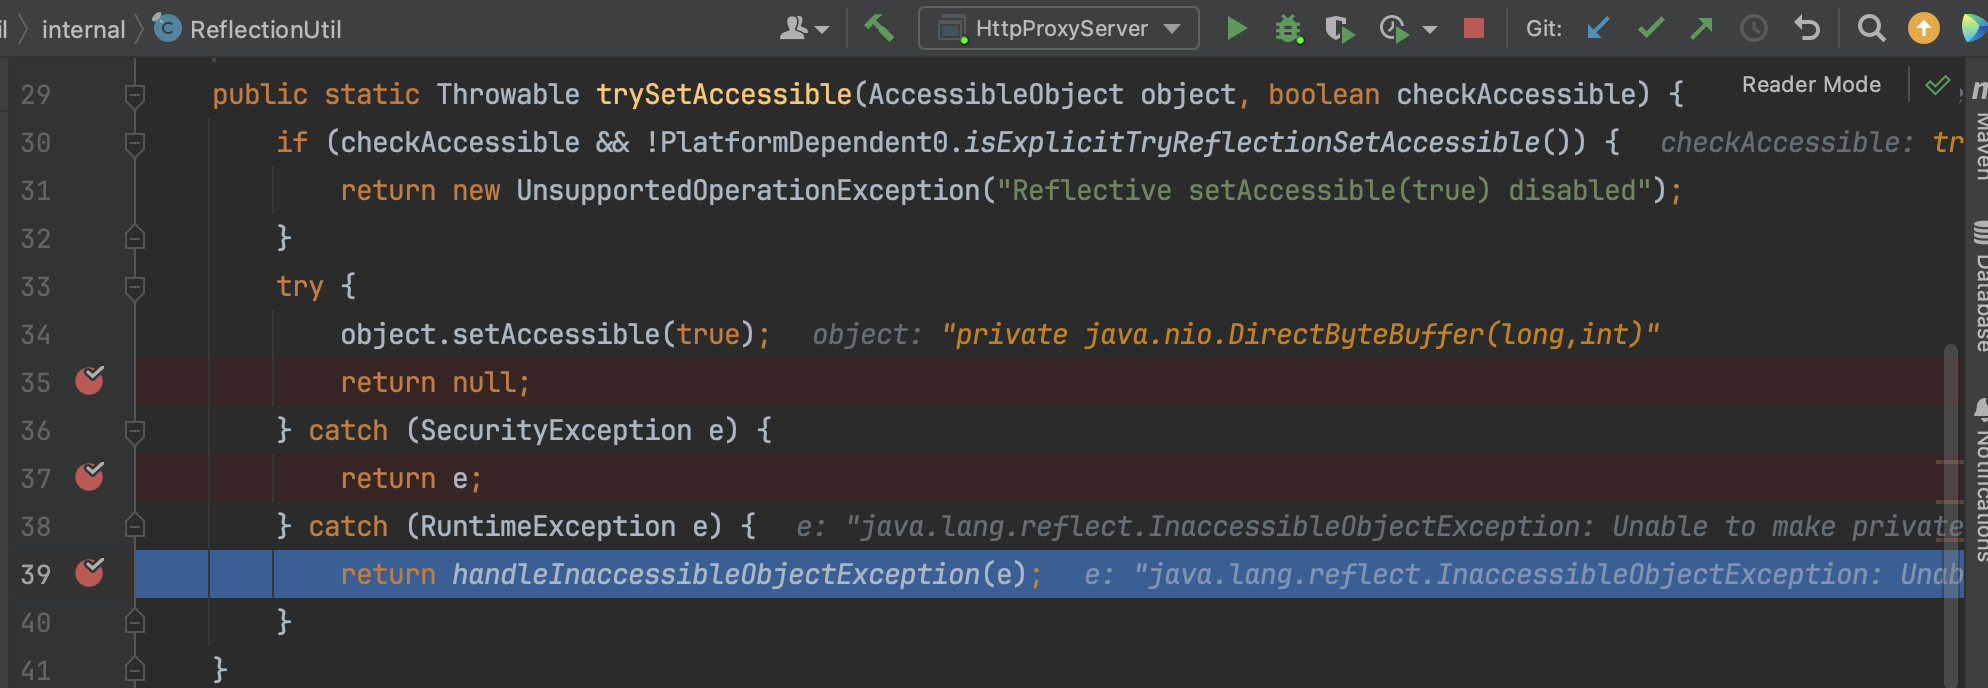 internal ReflectionUtil HttpProxyServer Git:
Reader Mode
29 public static Throwable trySetAccessible(AccessibleObject object, boolean checkAccessible) {
30 if (checkAccessible && !PlatformDependent0.isExplicitTryReflectionSetAccessible()) { checkAccessible: tr
31 return new UnsupportedOperationException("Reflective setAccessible(true) disabled");
32 }
33 try {
34 object.setAccessible(true); object: "private java.nio.DirectByteBuffer(long,int)"
35 return null;
36 } catch (SecurityException e) {
37 return e;
38 } catch (RuntimeException e) { e: "java.lang.reflect.InaccessibleObjectException: Unable to make private
39 return handleInaccessibleObjectException(e); e: "java.lang.reflect.InaccessibleObjectException: Unab
40 }
41 }
Maven
Database
Notifications